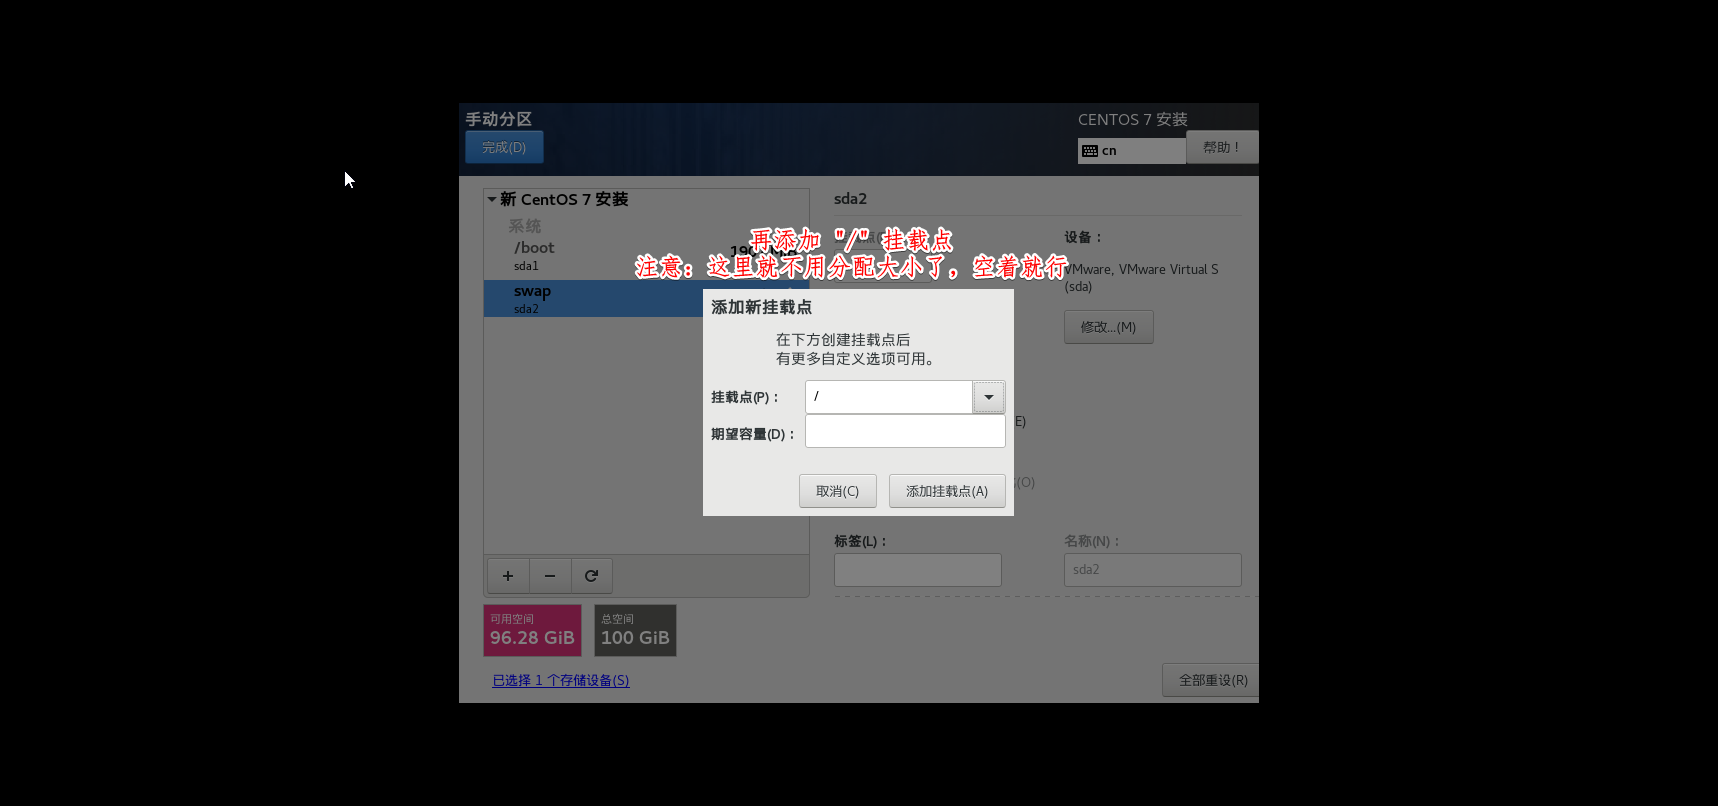 手动分区
CENTOS 7 安装
完成(D)
cn
帮助！
新 CentOS 7 安装
系统
/boot
sda1
swap
sda2
sda2
设备：
再添加 "/" 挂载点
注意：这里就不用分配大小了，空着就行
VMware, VMware Virtual S
(sda)
修改...(M)
添加新挂载点
在下方创建挂载点后
有更多自定义选项可用。
挂载点(P)：
/
期望容量(D)：
取消(C)
添加挂载点(A)
E)
(O)
标签(L)：
名称(N)：
sda2
+
−
可用空间
96.28 GiB
总空间
100 GiB
已选择 1 个存储设备(S)
全部重设(R)